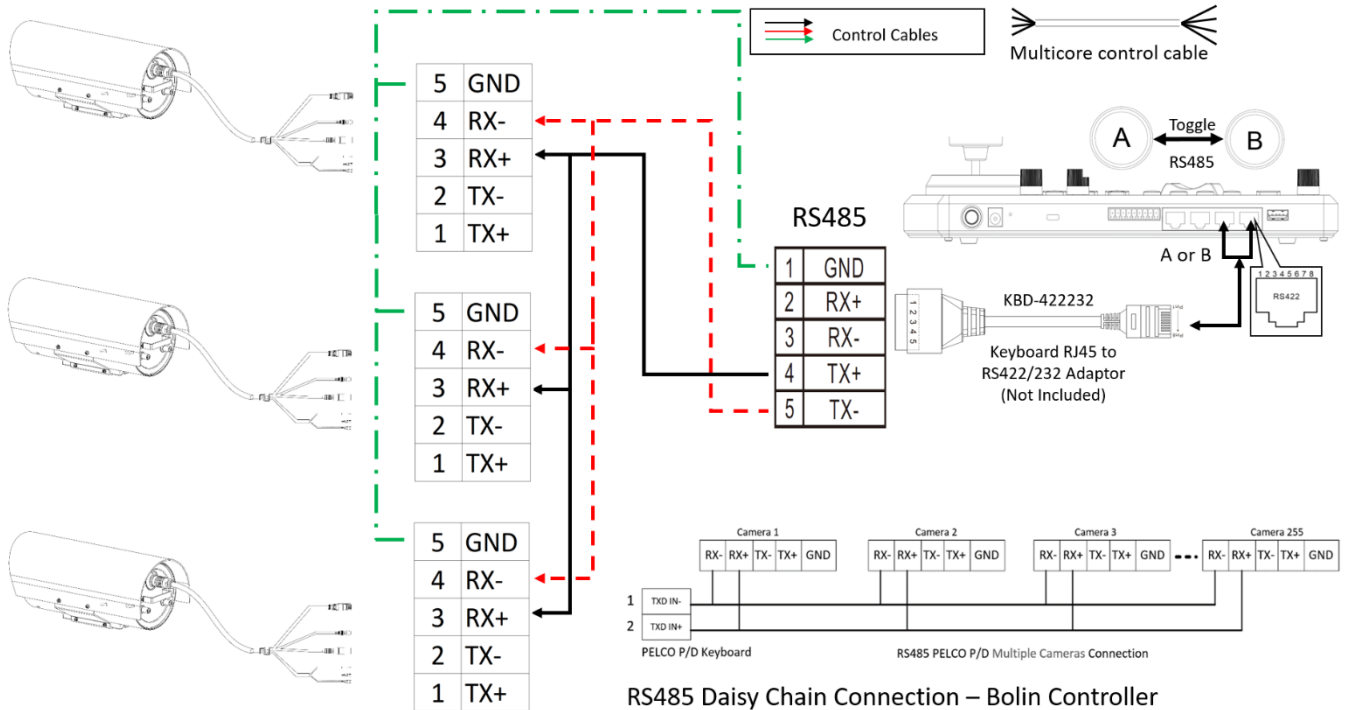 Control Cables
Multicore control cable
5 GND
4 RX-
3 RX+
2 TX-
1 TX+
5 GND
4 RX-
3 RX+
2 TX-
1 TX+
5 GND
4 RX-
3 RX+
2 TX-
1 TX+
A Toggle B
RS485
A or B
1 2 3 4 5 6 7 8
RS422
RS485
1 GND
2 RX+
3 RX-
4 TX+
5 TX-
1 2 3 4 5
KBD-422232
Keyboard RJ45 to
RS422/232 Adaptor
(Not Included)
Camera 1 Camera 2 Camera 3 Camera 255
RX- RX+ TX- TX+ GND RX- RX+ TX- TX+ GND RX- RX+ TX- TX+ GND RX- RX+ TX- TX+ GND
1 TXD IN-
2 TXD IN+
PELCO P/D Keyboard RS485 PELCO P/D Multiple Cameras Connection
RS485 Daisy Chain Connection – Bolin Controller